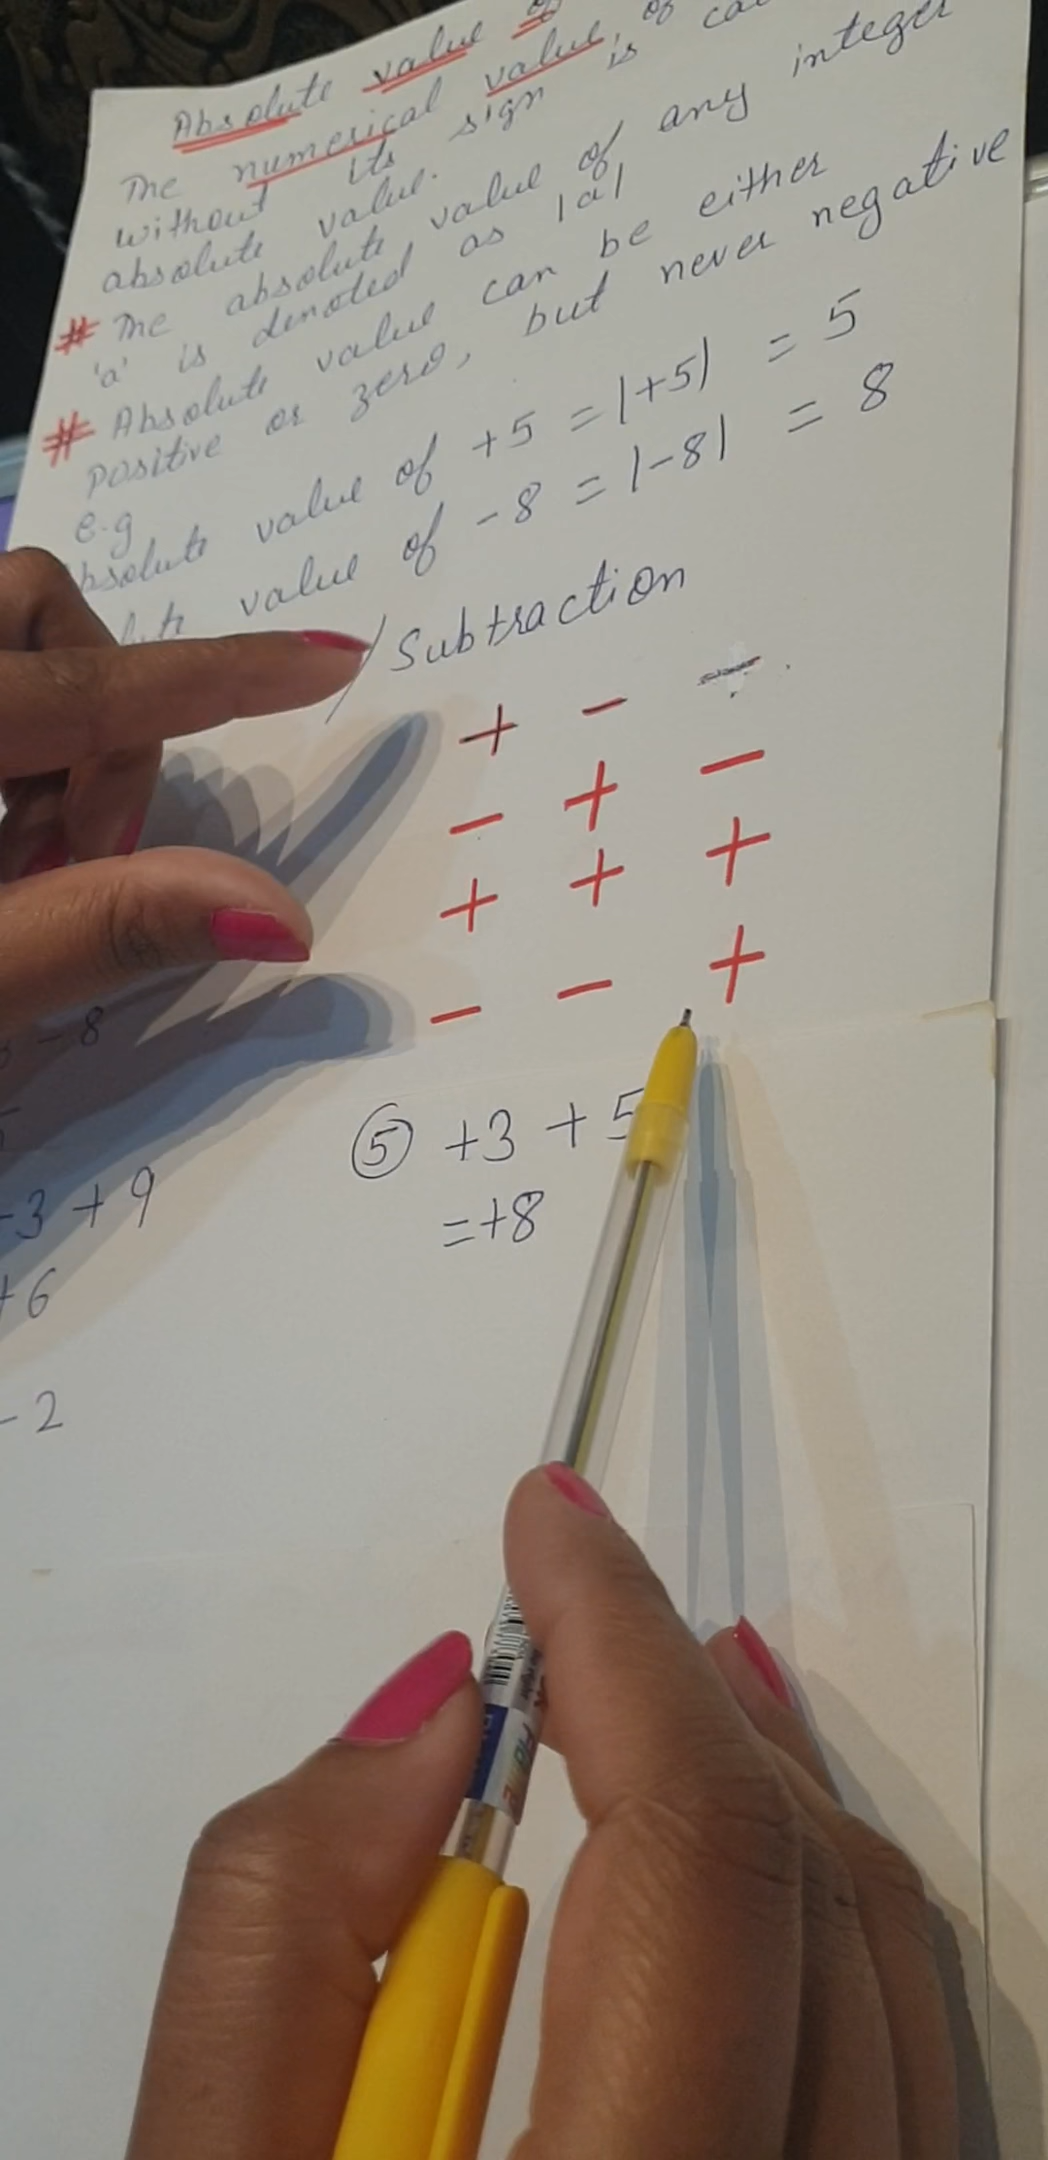 Absolute value of
The numerical value, of
without its sign is
absolute value.
# The absolute value of any integer
'a' is denoted as |a|
# Absolute value can be either
positive or zero, but never negative
e.g
value of +5 = |+5| = 5
value of -8 = |-8| = 8
/ Subtraction
+ -
- + -
+ + +
- - +
- 8
-3 + 9
+6
- 2
⑤ +3 + 5
= +8